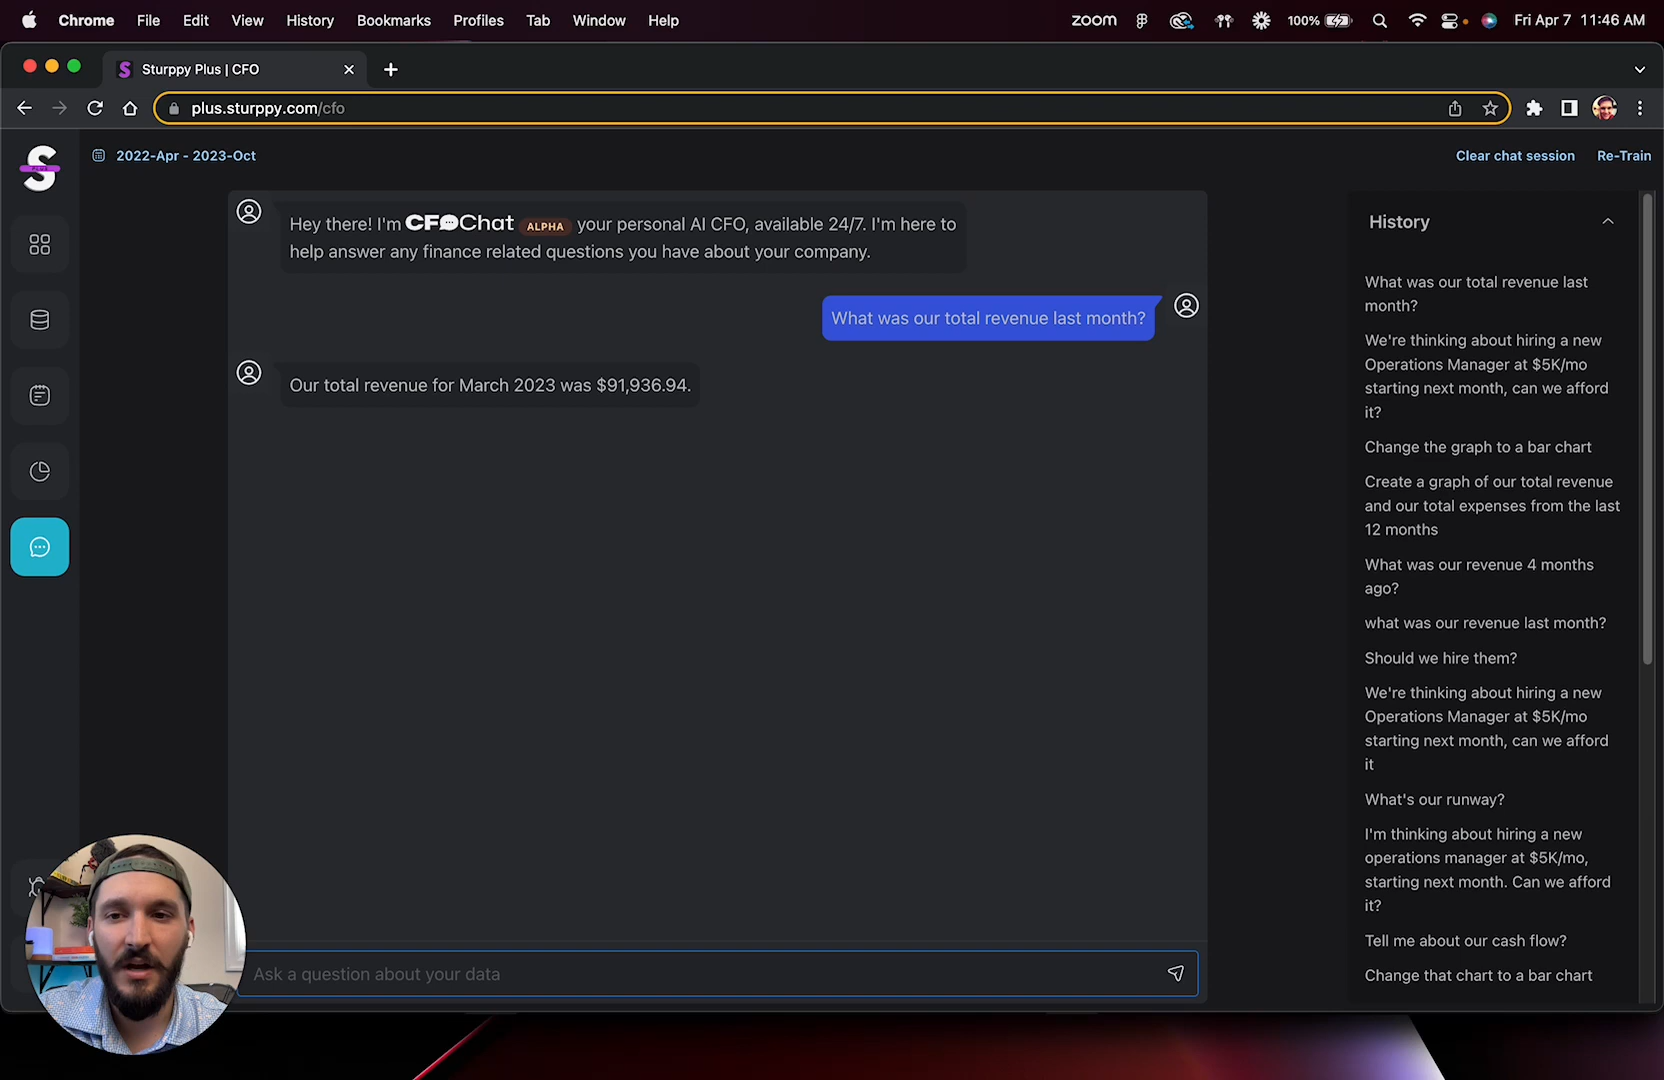 Chrome File Edit View History Bookmarks Profiles Tab Window Help zoom 100% Fri Apr 7 11:46 AM
Sturppy Plus | CFO
plus.sturppy.com/cfo
2022-Apr - 2023-Oct
Clear chat session Re-Train
S
Hey there! I'm CFOChat ALPHA your personal AI CFO, available 24/7. I'm here to
help answer any finance related questions you have about your company.
What was our total revenue last month?
Our total revenue for March 2023 was $91,936.94.
Ask a question about your data
History
What was our total revenue last
month?
We're thinking about hiring a new
Operations Manager at $5K/mo
starting next month, can we afford
it?
Change the graph to a bar chart
Create a graph of our total revenue
and our total expenses from the last
12 months
What was our revenue 4 months
ago?
what was our revenue last month?
Should we hire them?
We're thinking about hiring a new
Operations Manager at $5K/mo
starting next month, can we afford
it
What's our runway?
I'm thinking about hiring a new
operations manager at $5K/mo,
starting next month. Can we afford
it?
Tell me about our cash flow?
Change that chart to a bar chart